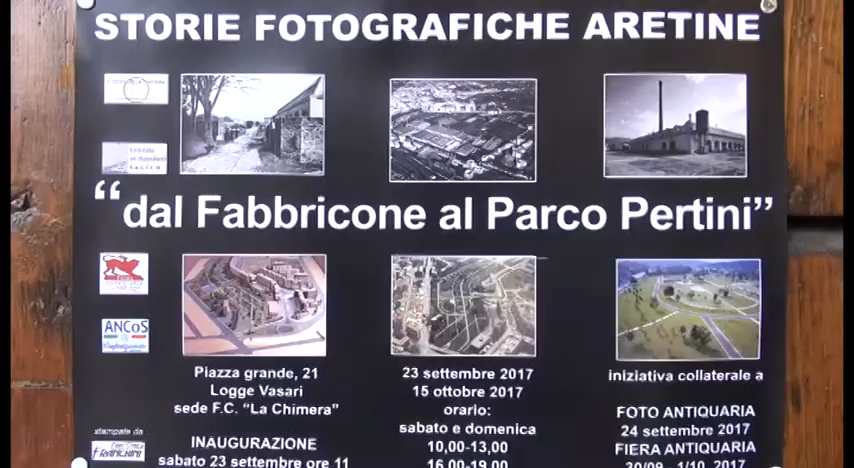 STORIE FOTOGRAFICHE ARETINE
“dal Fabbricone al Parco Pertini”
ANCoS
Piazza grande, 21
Logge Vasari
sede F.C. “La Chimera”
INAUGURAZIONE
sabato 23 settembre ore 11
23 settembre 2017
15 ottobre 2017
orario:
sabato e domenica
10,00-13,00
16,00-19,00
iniziativa collaterale a
FOTO ANTIQUARIA
24 settembre 2017
FIERA ANTIQUARIA
30/09 - 1/10 2017
stampate da